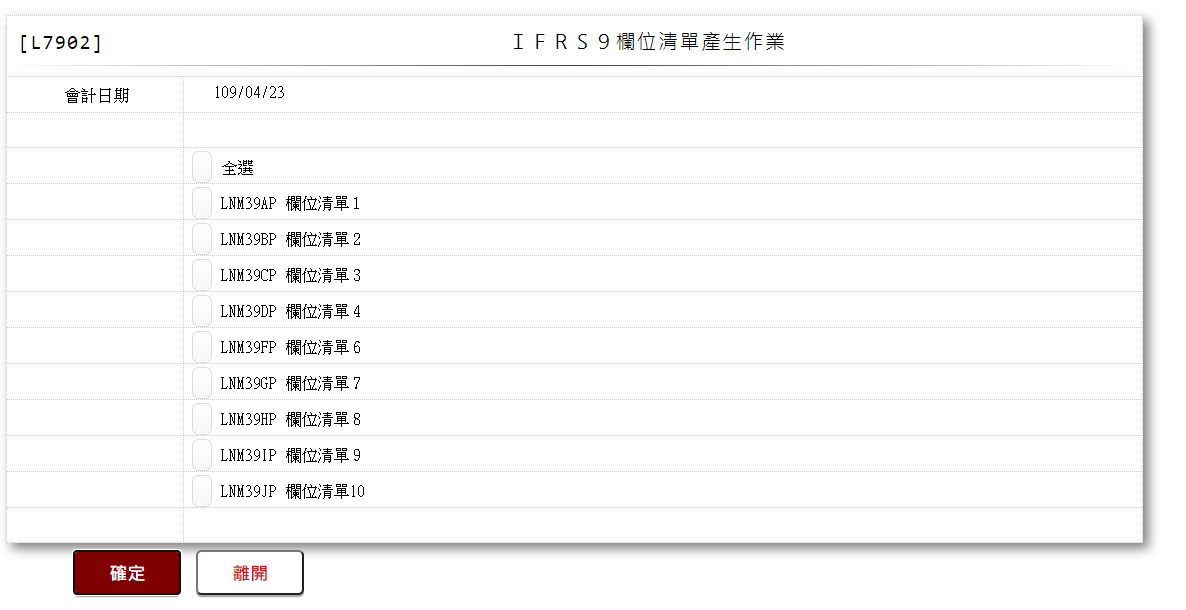 [L7902] ＩＦＲＳ９欄位清單產生作業
會計日期 109/04/23
全選
LNM39AP 欄位清單１
LNM39BP 欄位清單２
LNM39CP 欄位清單３
LNM39DP 欄位清單４
LNM39FP 欄位清單６
LNM39GP 欄位清單７
LNM39HP 欄位清單８
LNM39IP 欄位清單９
LNM39JP 欄位清單10
確定 離開